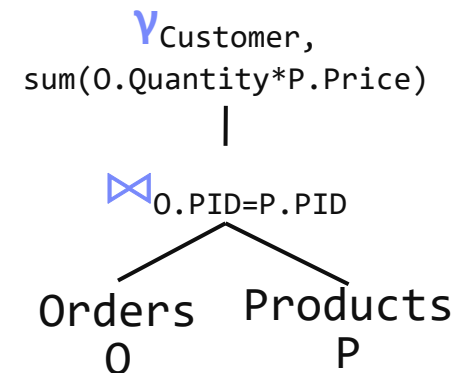 γCustomer,
sum(O.Quantity*P.Price)
⋈O.PID=P.PID
Orders Products
O P